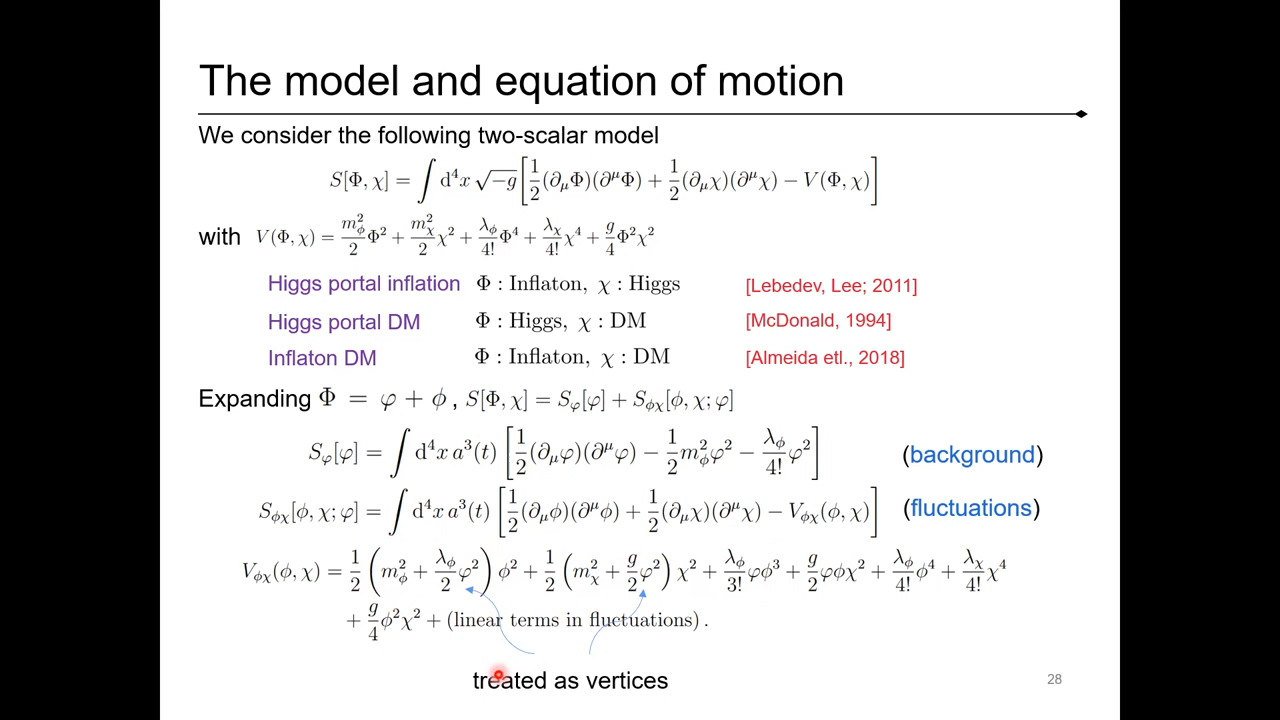 The model and equation of motion
We consider the following two-scalar model
S[Φ, χ] = ∫ d⁴x √−g [ 1/2 (∂_μΦ)(∂^μΦ) + 1/2 (∂_μχ)(∂^μχ) − V(Φ, χ) ]
with V(Φ, χ) = m_ϕ²/2 Φ² + m_χ²/2 χ² + λ_ϕ/4! Φ⁴ + λ_χ/4! χ⁴ + g/4 Φ²χ²
Higgs portal inflation Φ : Inflaton, χ : Higgs [Lebedev, Lee; 2011]
Higgs portal DM Φ : Higgs, χ : DM [McDonald, 1994]
Inflaton DM Φ : Inflaton, χ : DM [Almeida etl., 2018]
Expanding Φ = φ + ϕ , S[Φ, χ] = S_φ[φ] + S_ϕχ[ϕ, χ; φ]
S_φ[φ] = ∫ d⁴x a³(t) [ 1/2 (∂_μφ)(∂^μφ) − 1/2 m_ϕ²φ² − λ_ϕ/4! φ² ] (background)
S_ϕχ[ϕ, χ; φ] = ∫ d⁴x a³(t) [ 1/2 (∂_μϕ)(∂^μϕ) + 1/2 (∂_μχ)(∂^μχ) − V_ϕχ(ϕ, χ) ] (fluctuations)
V_ϕχ(ϕ, χ) = 1/2 ( m_ϕ² + λ_ϕ/2 φ² ) ϕ² + 1/2 ( m_χ² + g/2 φ² ) χ² + λ_ϕ/3! φϕ³ + g/2 φϕχ² + λ_ϕ/4! ϕ⁴ + λ_χ/4! χ⁴
+ g/4 ϕ²χ² + (linear terms in fluctuations) .
treated as vertices
28